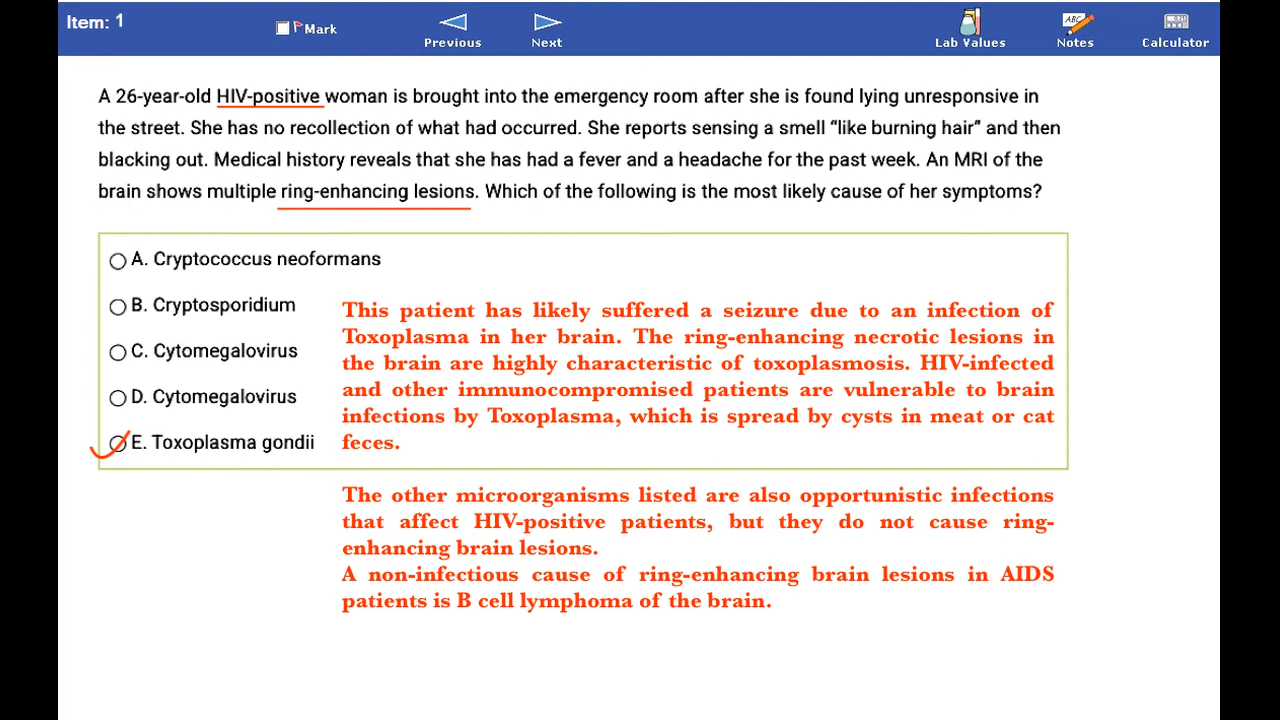 Item: 1
Mark
Previous
Next
Lab Values
Notes
Calculator
A 26-year-old HIV-positive woman is brought into the emergency room after she is found lying unresponsive in
the street. She has no recollection of what had occurred. She reports sensing a smell “like burning hair” and then
blacking out. Medical history reveals that she has had a fever and a headache for the past week. An MRI of the
brain shows multiple ring-enhancing lesions. Which of the following is the most likely cause of her symptoms?
A. Cryptococcus neoformans
B. Cryptosporidium
C. Cytomegalovirus
D. Cytomegalovirus
E. Toxoplasma gondii
This patient has likely suffered a seizure due to an infection of
Toxoplasma in her brain. The ring-enhancing necrotic lesions in
the brain are highly characteristic of toxoplasmosis. HIV-infected
and other immunocompromised patients are vulnerable to brain
infections by Toxoplasma, which is spread by cysts in meat or cat
feces.
The other microorganisms listed are also opportunistic infections
that affect HIV-positive patients, but they do not cause ring-
enhancing brain lesions.
A non-infectious cause of ring-enhancing brain lesions in AIDS
patients is B cell lymphoma of the brain.